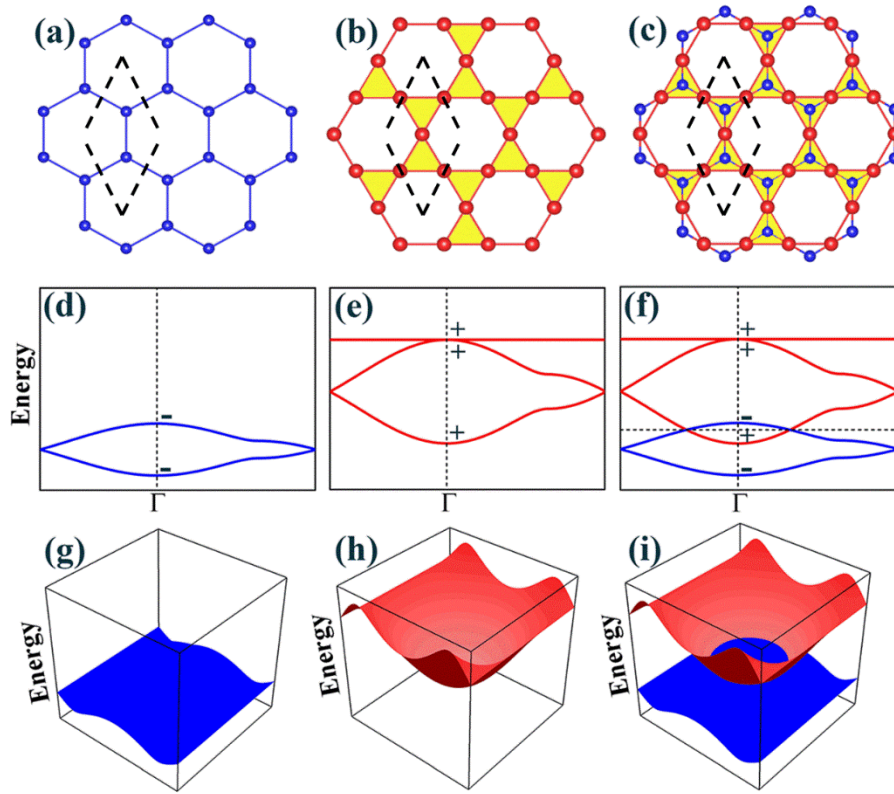 (a) (b) (c)
(d) (e) (f)
Energy
+ + 
- + - +
+
- -
Γ Γ Γ
(g) (h) (i)
Energy Energy Energy